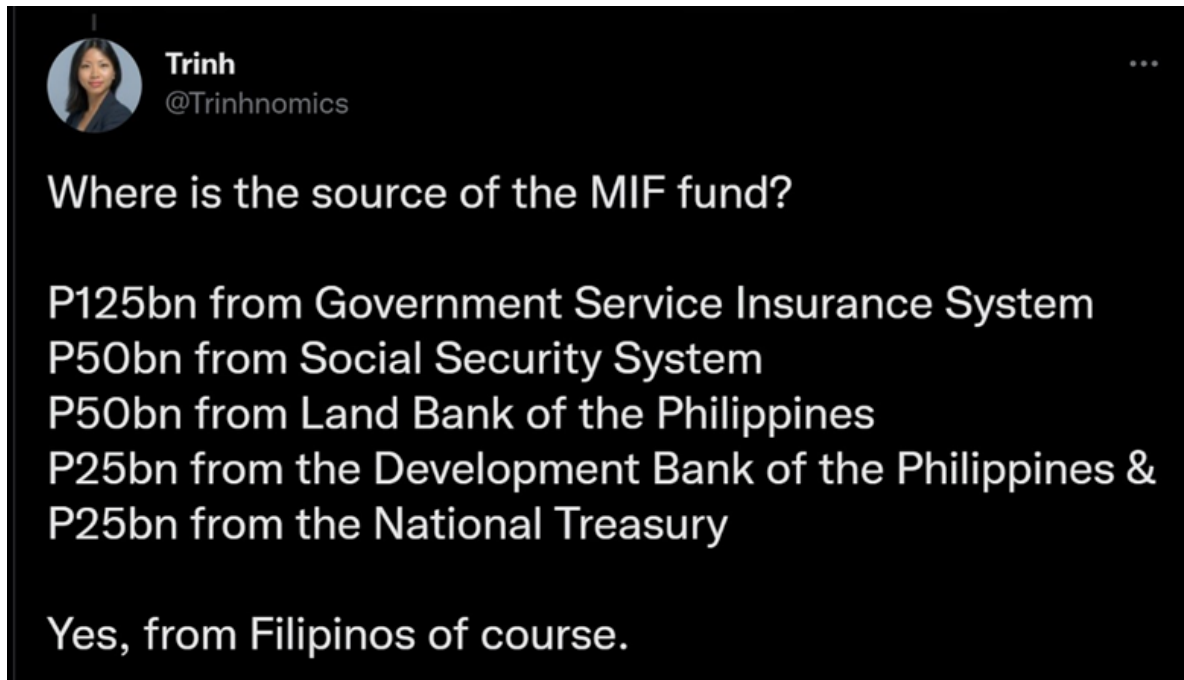 Trinh
@Trinhnomics
Where is the source of the MIF fund?
P125bn from Government Service Insurance System
P50bn from Social Security System
P50bn from Land Bank of the Philippines
P25bn from the Development Bank of the Philippines &
P25bn from the National Treasury
Yes, from Filipinos of course.